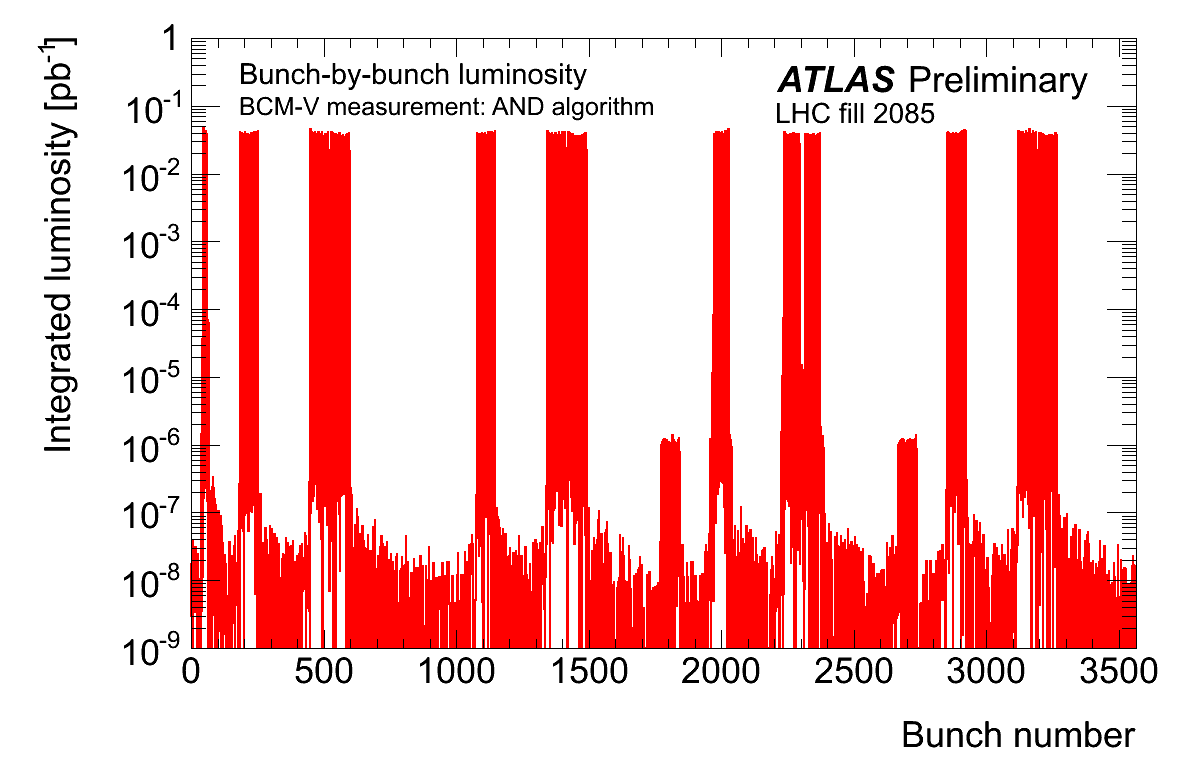 Integrated luminosity [pb⁻¹]
Bunch-by-bunch luminosity
BCM-V measurement: AND algorithm
ATLAS Preliminary
LHC fill 2085
1
10⁻¹
10⁻²
10⁻³
10⁻⁴
10⁻⁵
10⁻⁶
10⁻⁷
10⁻⁸
10⁻⁹
0 500 1000 1500 2000 2500 3000 3500
Bunch number